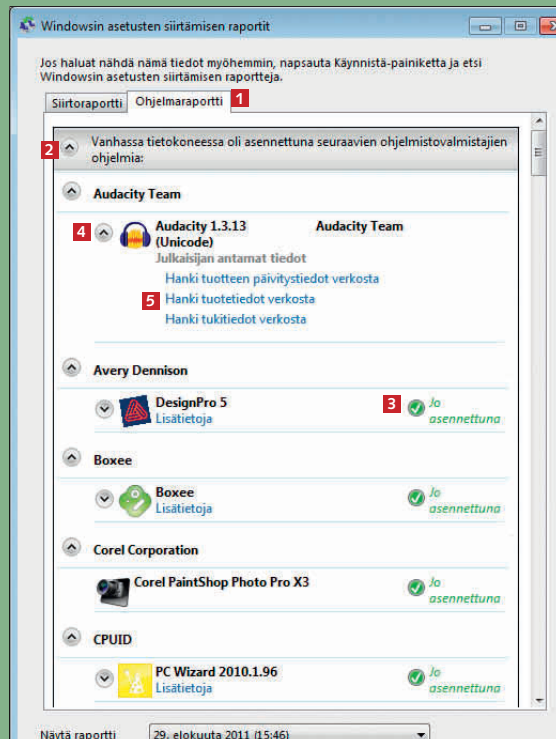 Windowsin asetusten siirtämisen raportit
Jos haluat nähdä nämä tiedot myöhemmin, napsauta Käynnistä-painiketta ja etsi
Windowsin asetusten siirtämisen raportteja.
Siirtoraportti Ohjelmaraportti 1
2 Vanhassa tietokoneessa oli asennettuna seuraavien ohjelmistovalmistajien
ohjelmia:
Audacity Team
4 Audacity 1.3.13 Audacity Team
(Unicode)
Julkaisijan antamat tiedot
Hanki tuotteen päivitystiedot verkosta
5 Hanki tuotetiedot verkosta
Hanki tukitiedot verkosta
Avery Dennison
DesignPro 5 3 Jo
Lisätietoja asennettuna
Boxee
Boxee Jo
Lisätietoja asennettuna
Corel Corporation
Corel PaintShop Photo Pro X3 Jo
asennettuna
CPUID
PC Wizard 2010.1.96 Jo
Lisätietoja asennettuna
Näytä raportti 29. elokuuta 2011 (15:46)